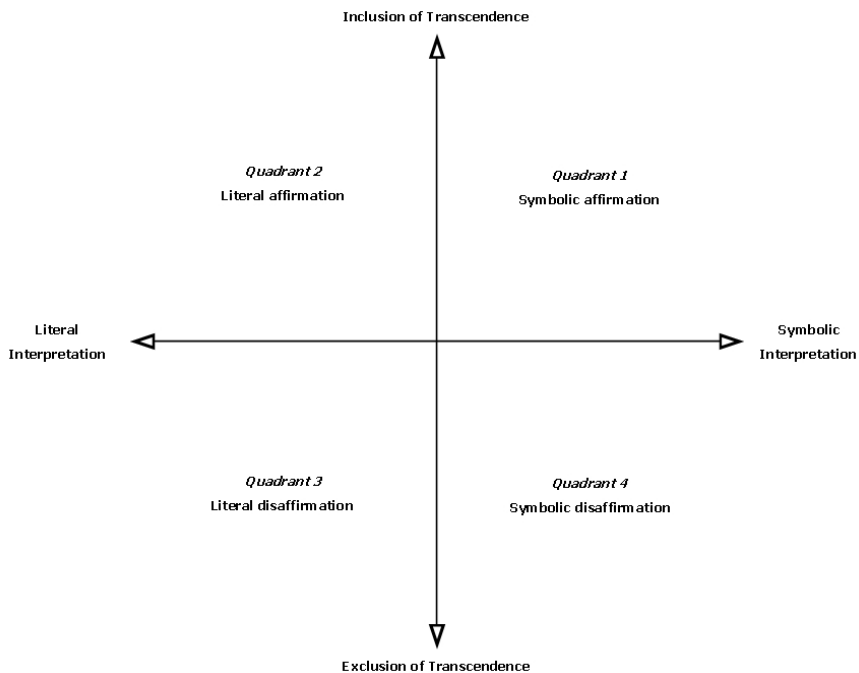 Inclusion of Transcendence
Quadrant 2
Literal affirmation
Quadrant 1
Symbolic affirmation
Literal
Interpretation
Symbolic
Interpretation
Quadrant 3
Literal disaffirmation
Quadrant 4
Symbolic disaffirmation
Exclusion of Transcendence